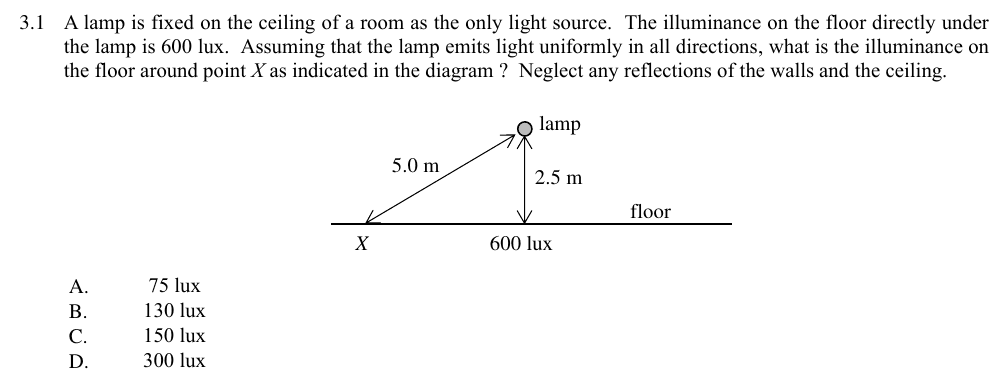 3.1 A lamp is fixed on the ceiling of a room as the only light source. The illuminance on the floor directly under
the lamp is 600 lux. Assuming that the lamp emits light uniformly in all directions, what is the illuminance on
the floor around point X as indicated in the diagram ? Neglect any reflections of the walls and the ceiling.
lamp
5.0 m
2.5 m
floor
X
600 lux
A. 75 lux
B. 130 lux
C. 150 lux
D. 300 lux